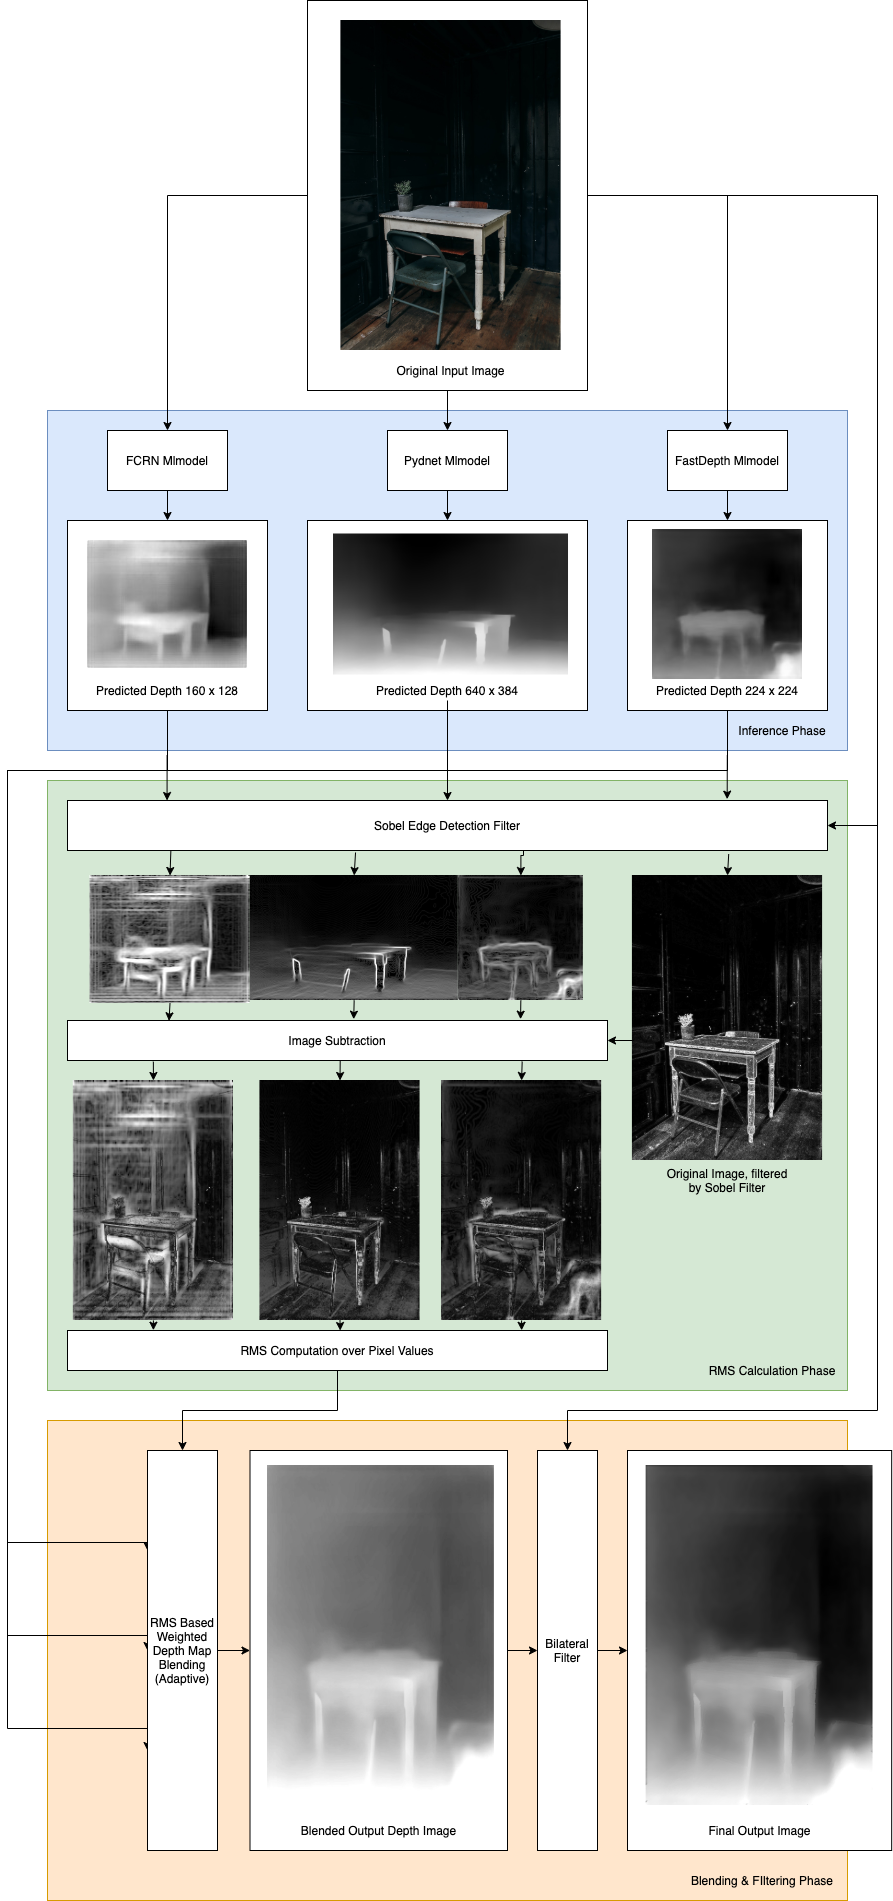 Original Input Image
FCRN Mlmodel
Pydnet Mlmodel
FastDepth Mlmodel
Predicted Depth 160 x 128
Predicted Depth 640 x 384
Predicted Depth 224 x 224
Inference Phase
Sobel Edge Detection Filter
Image Subtraction
Original Image, filtered
by Sobel Filter
RMS Computation over Pixel Values
RMS Calculation Phase
RMS Based
Weighted
Depth Map
Blending
(Adaptive)
Bilateral
Filter
Blended Output Depth Image
Final Output Image
Blending & FIltering Phase